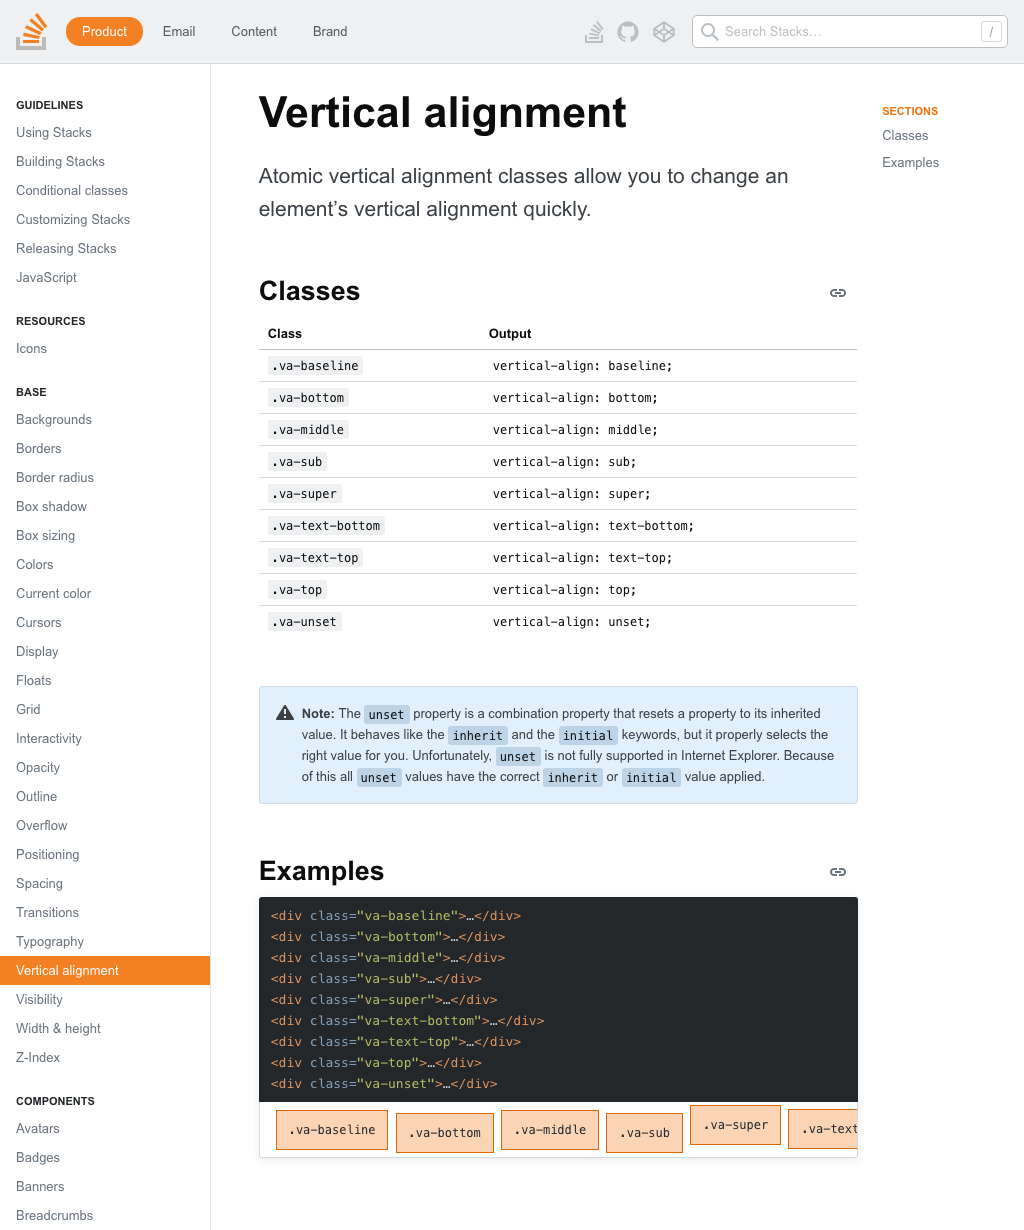 Product
Email
Content
Brand
Search Stacks…
/
GUIDELINES
Using Stacks
Building Stacks
Conditional classes
Customizing Stacks
Releasing Stacks
JavaScript
RESOURCES
Icons
BASE
Backgrounds
Borders
Border radius
Box shadow
Box sizing
Colors
Current color
Cursors
Display
Floats
Grid
Interactivity
Opacity
Outline
Overflow
Positioning
Spacing
Transitions
Typography
Vertical alignment
Visibility
Width & height
Z-Index
COMPONENTS
Avatars
Badges
Banners
Breadcrumbs
Vertical alignment
Atomic vertical alignment classes allow you to change an
element’s vertical alignment quickly.
Classes
Class Output
.va-baseline vertical-align: baseline;
.va-bottom vertical-align: bottom;
.va-middle vertical-align: middle;
.va-sub vertical-align: sub;
.va-super vertical-align: super;
.va-text-bottom vertical-align: text-bottom;
.va-text-top vertical-align: text-top;
.va-top vertical-align: top;
.va-unset vertical-align: unset;
Note: The unset property is a combination property that resets a property to its inherited
value. It behaves like the inherit and the initial keywords, but it properly selects the
right value for you. Unfortunately, unset is not fully supported in Internet Explorer. Because
of this all unset values have the correct inherit or initial value applied.
Examples
<div class="va-baseline">…</div>
<div class="va-bottom">…</div>
<div class="va-middle">…</div>
<div class="va-sub">…</div>
<div class="va-super">…</div>
<div class="va-text-bottom">…</div>
<div class="va-text-top">…</div>
<div class="va-top">…</div>
<div class="va-unset">…</div>
.va-baseline .va-bottom .va-middle .va-sub .va-super .va-text
SECTIONS
Classes
Examples